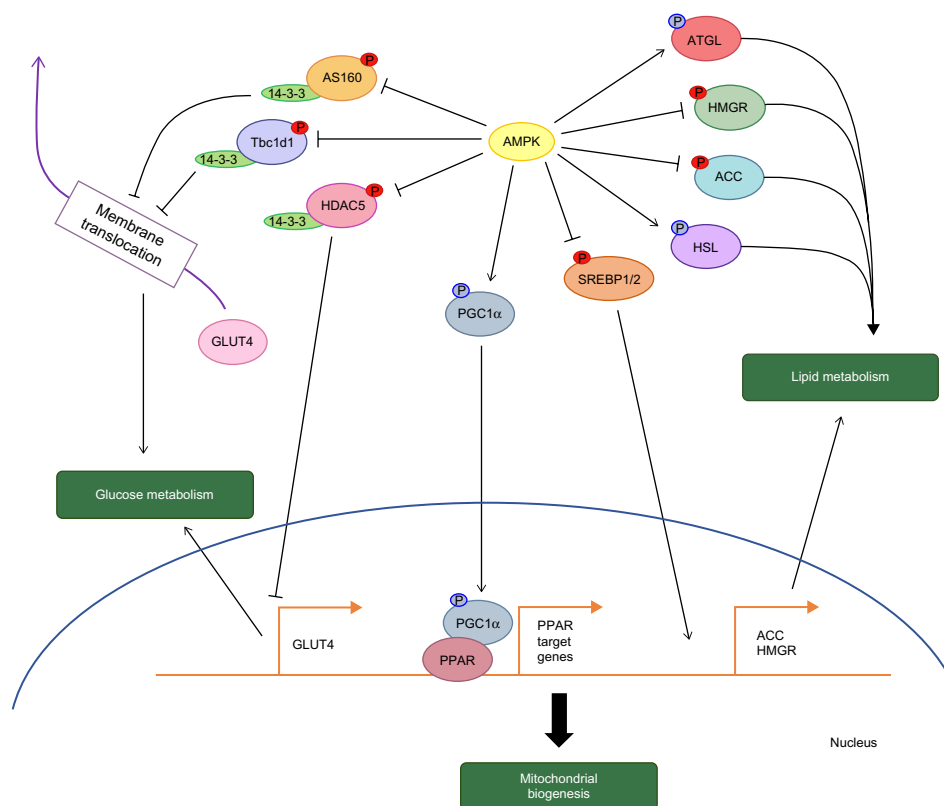 P
ATGL
P
AS160
14-3-3
P
HMGR
P
Tbc1d1
14-3-3
AMPK
P
ACC
P
HDAC5
14-3-3
P
HSL
Membrane
translocation
P
SREBP1/2
P
PGC1α
GLUT4
Lipid metabolism
Glucose metabolism
P
PGC1α
PPAR
GLUT4
PPAR
target
genes
ACC
HMGR
Nucleus
Mitochondrial
biogenesis